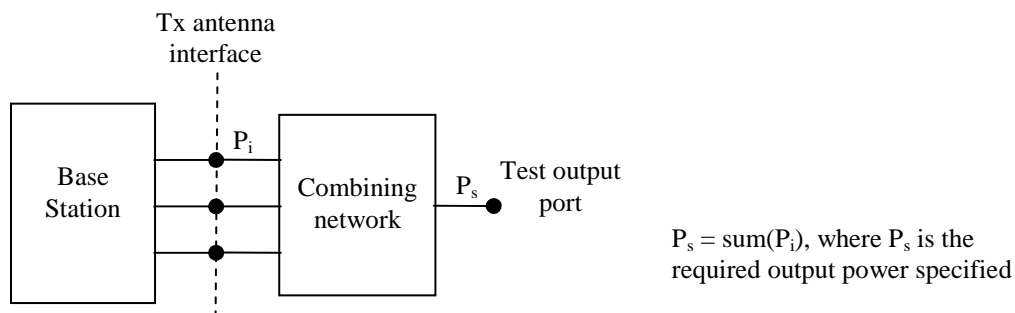 Tx antenna
interface
P_i
Base
Station
Combining
network
P_s
Test output
port
P_s = sum(P_i), where P_s is the
required output power specified